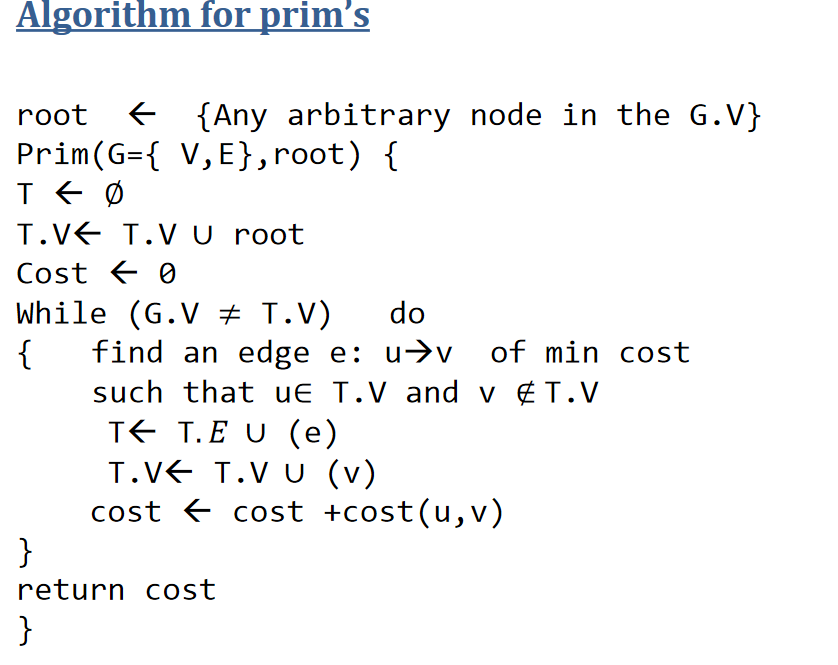 Algorithm for prim's
root ← {Any arbitrary node in the G.V}
Prim(G={ V,E},root) {
T ← Ø
T.V← T.V ∪ root
Cost ← 0
While (G.V ≠ T.V) do
{ find an edge e: u→v of min cost
such that u∈ T.V and v ∉ T.V
T← T.E ∪ (e)
T.V← T.V ∪ (v)
cost ← cost +cost(u,v)
}
return cost
}